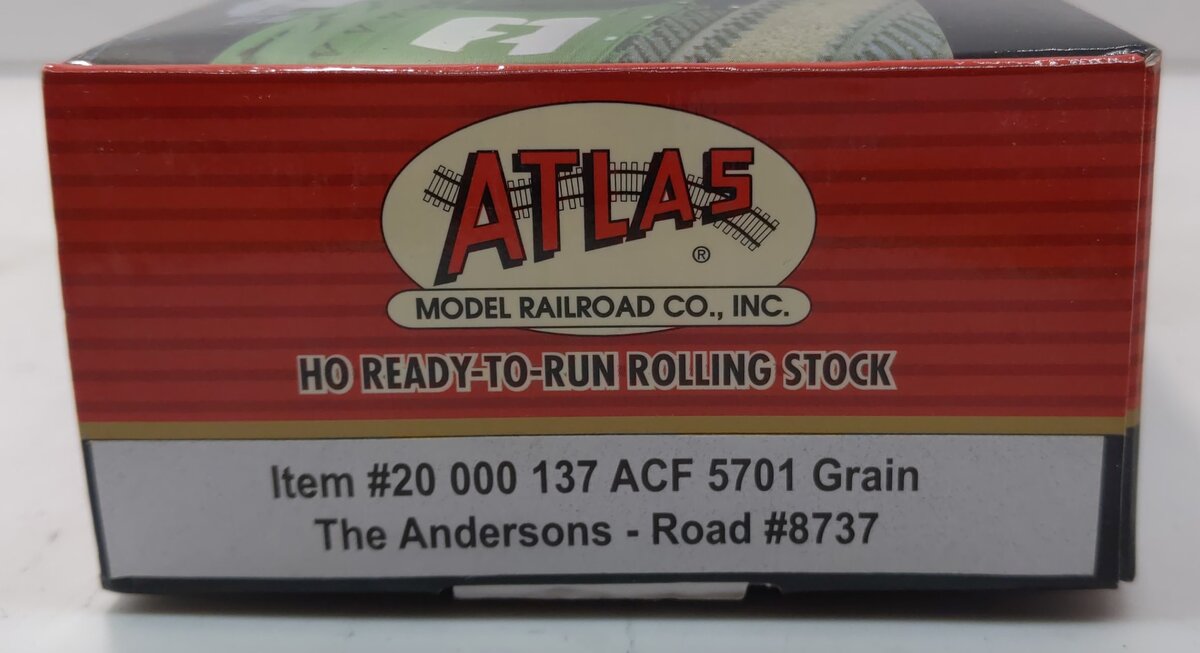 ATLAS
®
MODEL RAILROAD CO., INC.
HO READY-TO-RUN ROLLING STOCK
Item #20 000 137 ACF 5701 Grain
The Andersons - Road #8737